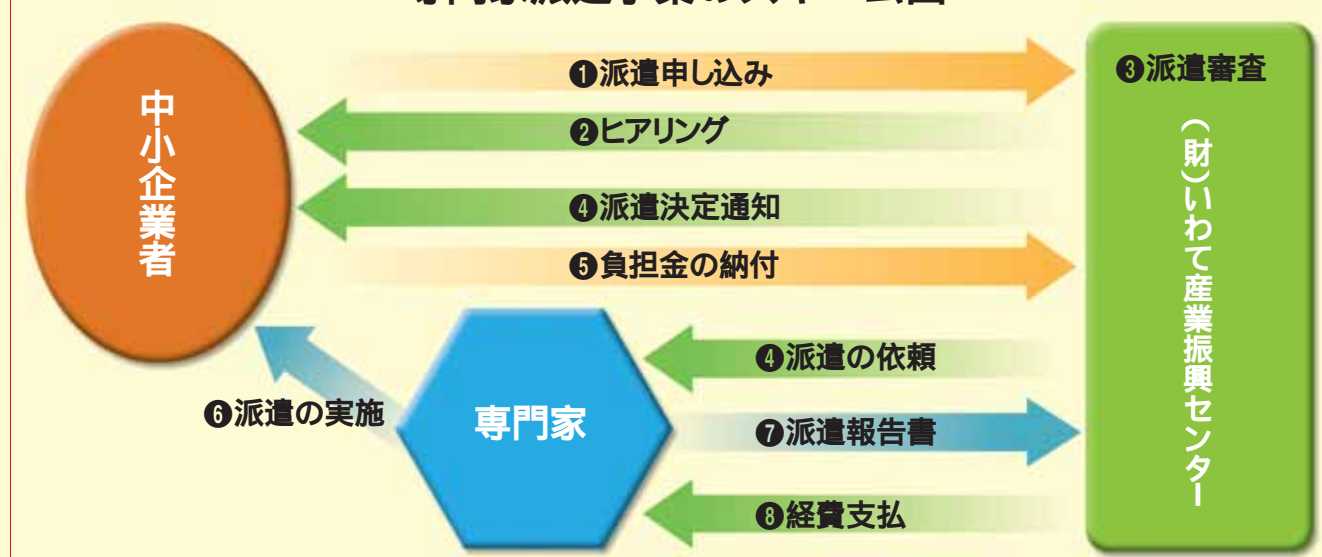 ❶派遣申し込み
❸派遣審査
❷ヒアリング
中小企業者
(財)いわて産業振興センター
❹派遣決定通知
❺負担金の納付
❹派遣の依頼
❻派遣の実施
専門家
❼派遣報告書
❽経費支払